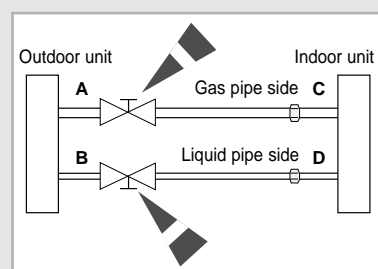 Outdoor unit
Indoor unit
A
Gas pipe side
C
B
Liquid pipe side
D